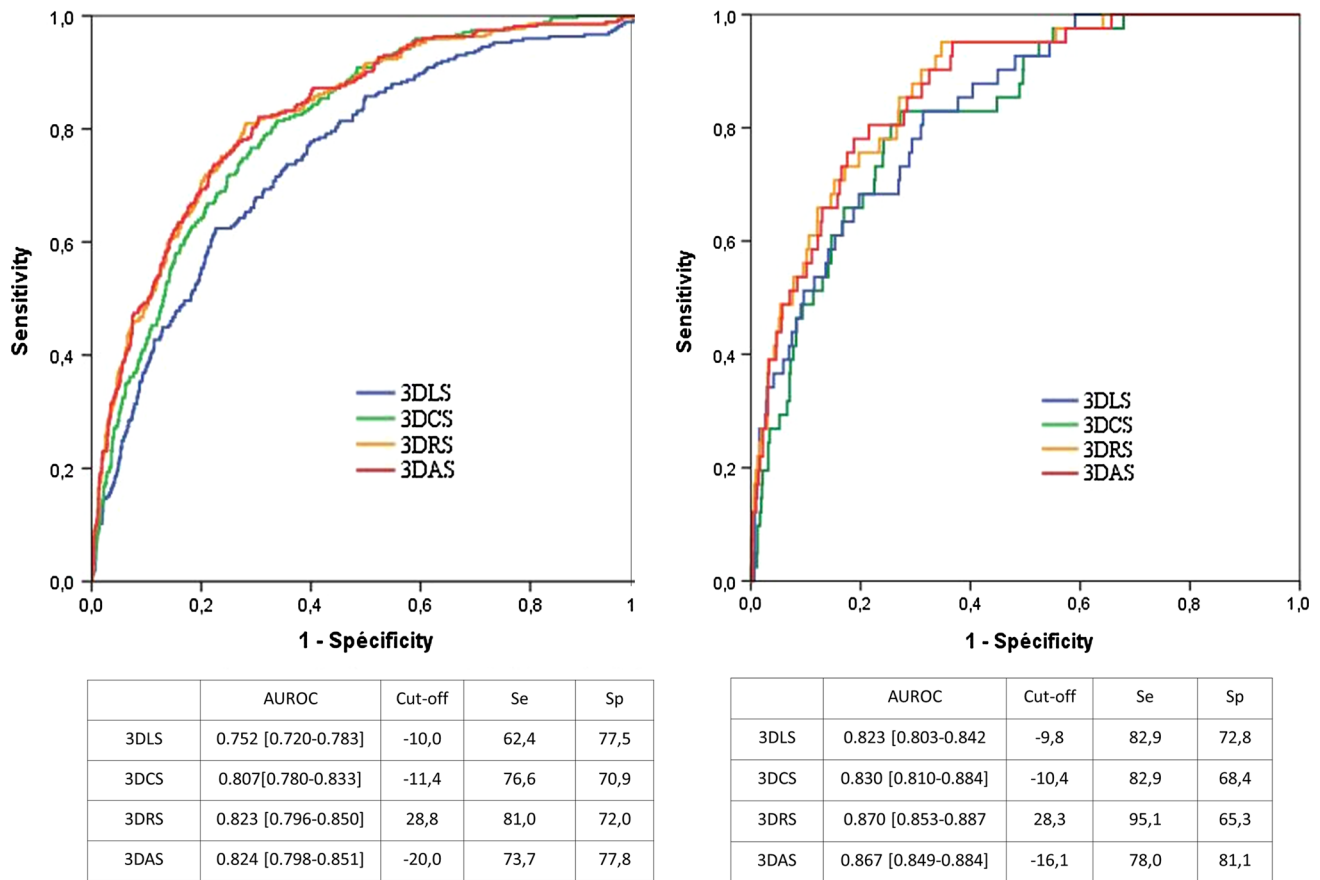 1,0
0,8
0,6
0,4
0,2
0,0
Sensitivity
3DLS
3DCS
3DRS
3DAS
0,0 0,2 0,4 0,6 0,8 1
1 - Spécificity
1,0
0,8
0,6
0,4
0,2
0,0
Sensitivity
3DLS
3DCS
3DRS
3DAS
0,0 0,2 0,4 0,6 0,8 1,0
1 - Spécificity
AUROC Cut-off Se Sp
3DLS 0.752 [0.720-0.783] -10,0 62,4 77,5
3DCS 0.807[0.780-0.833] -11,4 76,6 70,9
3DRS 0.823 [0.796-0.850] 28,8 81,0 72,0
3DAS 0.824 [0.798-0.851] -20,0 73,7 77,8
AUROC Cut-off Se Sp
3DLS 0.823 [0.803-0.842 -9,8 82,9 72,8
3DCS 0.830 [0.810-0.884] -10,4 82,9 68,4
3DRS 0.870 [0.853-0.887 28,3 95,1 65,3
3DAS 0.867 [0.849-0.884] -16,1 78,0 81,1